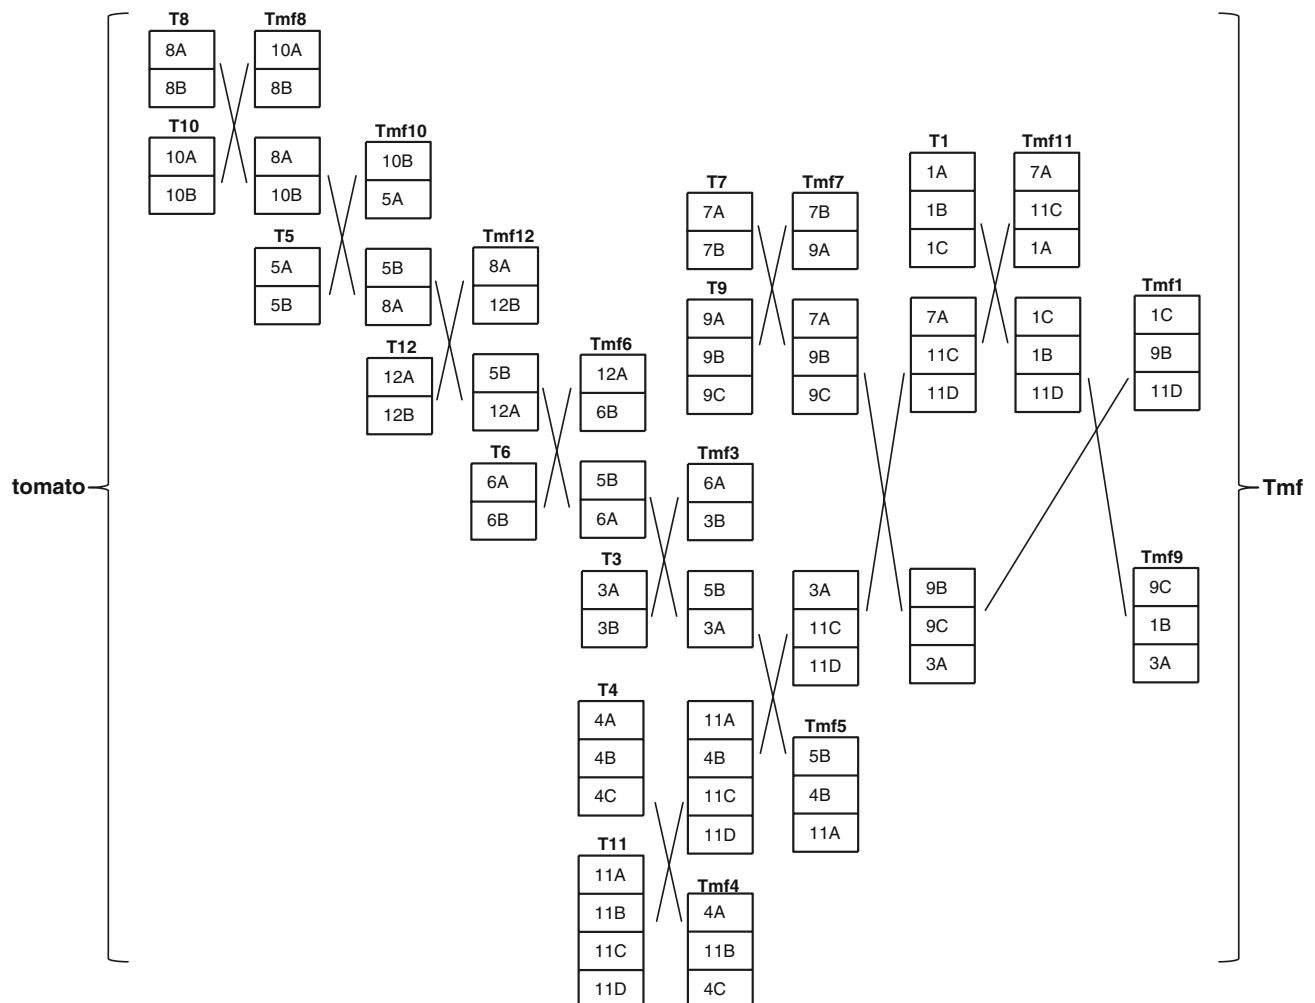 T8
8A
8B
Tmf8
10A
8B
T10
10A
10B
8A
10B
Tmf10
10B
5A
T5
5A
5B
5B
8A
Tmf12
8A
12B
T12
12A
12B
5B
12A
Tmf6
12A
6B
T6
6A
6B
5B
6A
Tmf3
6A
3B
T3
3A
3B
5B
3A
3A
11C
11D
T4
4A
4B
4C
11A
4B
11C
11D
Tmf5
5B
4B
11A
T11
11A
11B
11C
11D
Tmf4
4A
11B
4C
T7
7A
7B
Tmf7
7B
9A
T9
9A
9B
9C
7A
9B
9C
T1
1A
1B
1C
Tmf11
7A
11C
1A
7A
11C
11D
1C
1B
11D
Tmf1
1C
9B
11D
9B
9C
3A
Tmf9
9C
1B
3A
tomato
Tmf